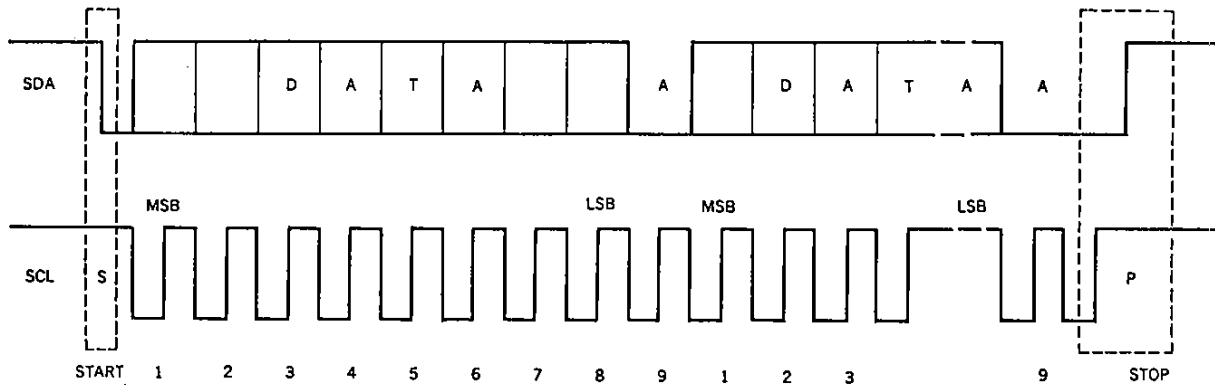 SDA D A T A A D A T A A
MSB LSB MSB LSB
SCL S P
START 1 2 3 4 5 6 7 8 9 1 2 3 9 STOP